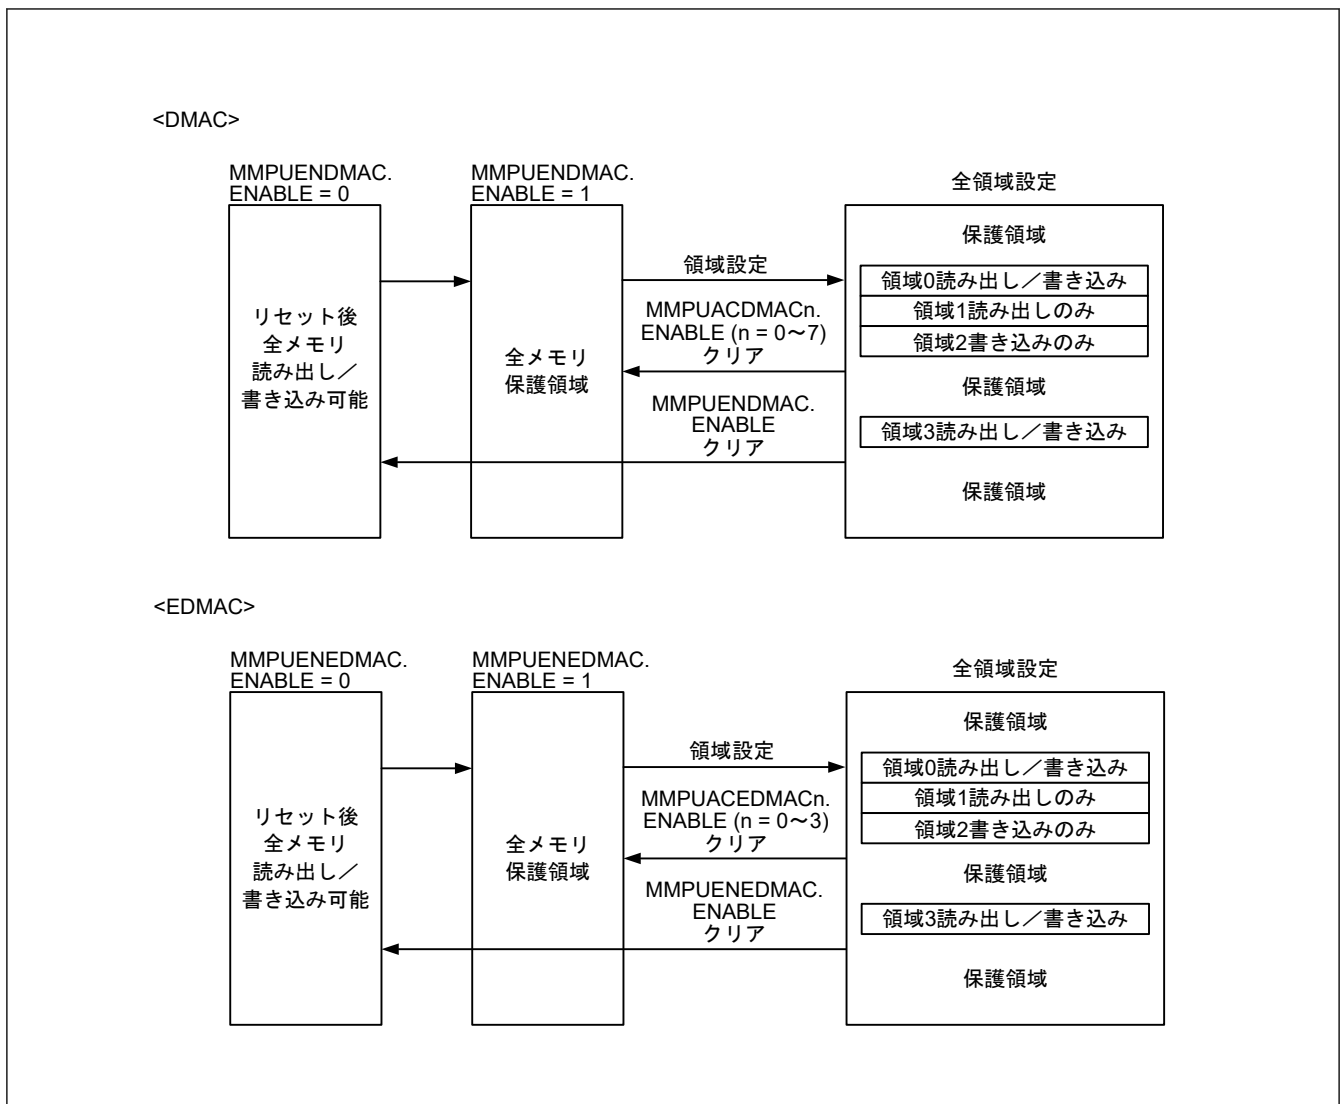 <DMAC>
MMPUENDMAC.
ENABLE = 0
MMPUENDMAC.
ENABLE = 1
全領域設定
リセット後
全メモリ
読み出し／
書き込み可能
全メモリ
保護領域
領域設定
MMPUACDMACn.
ENABLE (n = 0～7)
クリア
MMPUENDMAC.
ENABLE
クリア
保護領域
領域0読み出し／書き込み
領域1読み出しのみ
領域2書き込みのみ
保護領域
領域3読み出し／書き込み
保護領域
<EDMAC>
MMPUENEDMAC.
ENABLE = 0
MMPUENEDMAC.
ENABLE = 1
全領域設定
リセット後
全メモリ
読み出し／
書き込み可能
全メモリ
保護領域
領域設定
MMPUACEDMACn.
ENABLE (n = 0～3)
クリア
MMPUENEDMAC.
ENABLE
クリア
保護領域
領域0読み出し／書き込み
領域1読み出しのみ
領域2書き込みのみ
保護領域
領域3読み出し／書き込み
保護領域